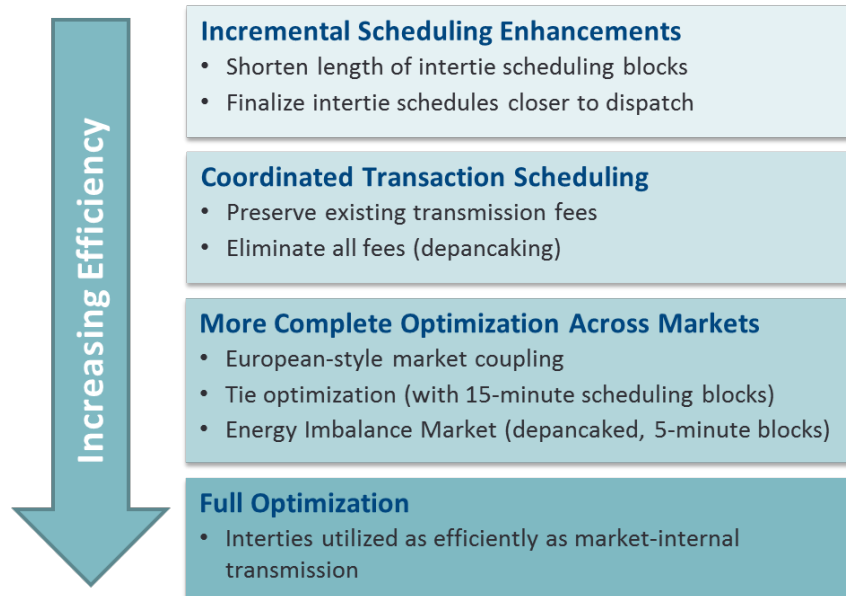 Increasing Efficiency
Incremental Scheduling Enhancements
• Shorten length of intertie scheduling blocks
• Finalize intertie schedules closer to dispatch
Coordinated Transaction Scheduling
• Preserve existing transmission fees
• Eliminate all fees (depancaking)
More Complete Optimization Across Markets
• European-style market coupling
• Tie optimization (with 15-minute scheduling blocks)
• Energy Imbalance Market (depancaked, 5-minute blocks)
Full Optimization
• Interties utilized as efficiently as market-internal
transmission